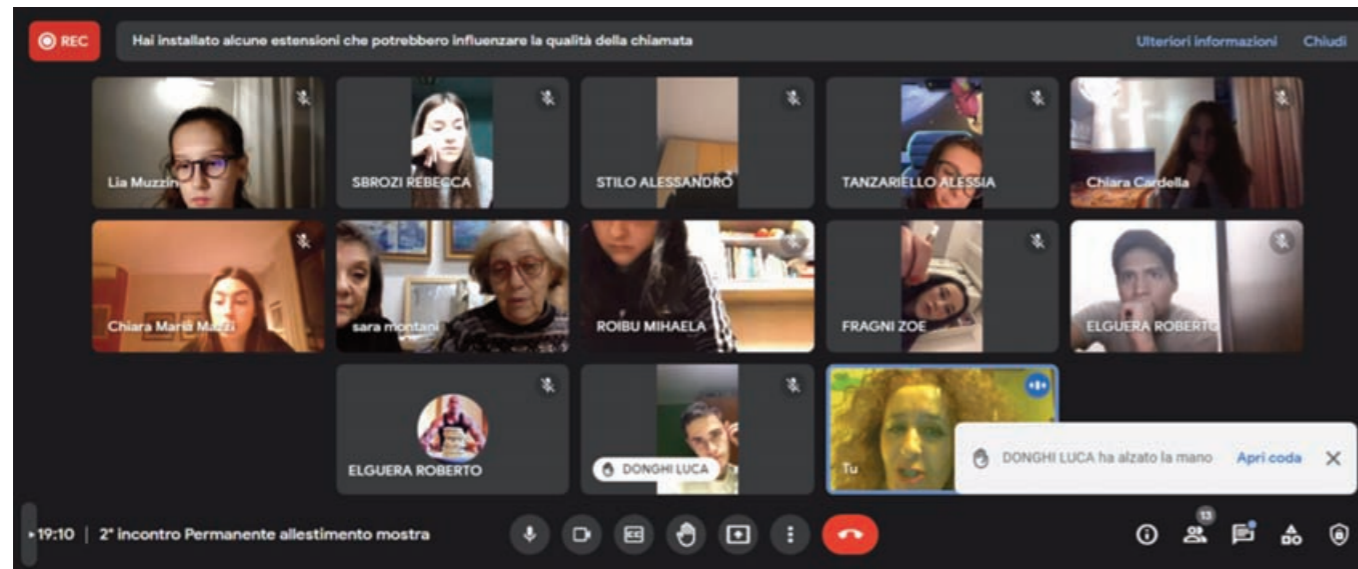 REC
Hai installato alcune estensioni che potrebbero influenzare la qualità della chiamata
Ulteriori informazioni
Chiudi
Lia Muzzin
SBROZI REBECCA
STILO ALESSANDRO
TANZARIELLO ALESSIA
Chiara Cardella
Chiara Maria Mazzi
sara montani
ROIBU MIHAELA
FRAGNI ZOE
ELGUERA ROBERTO
ELGUERA ROBERTO
DONGHI LUCA
Tu
DONGHI LUCA ha alzato la mano
Apri coda
19:10 | 2° incontro Permanente allestimento mostra
CC
13